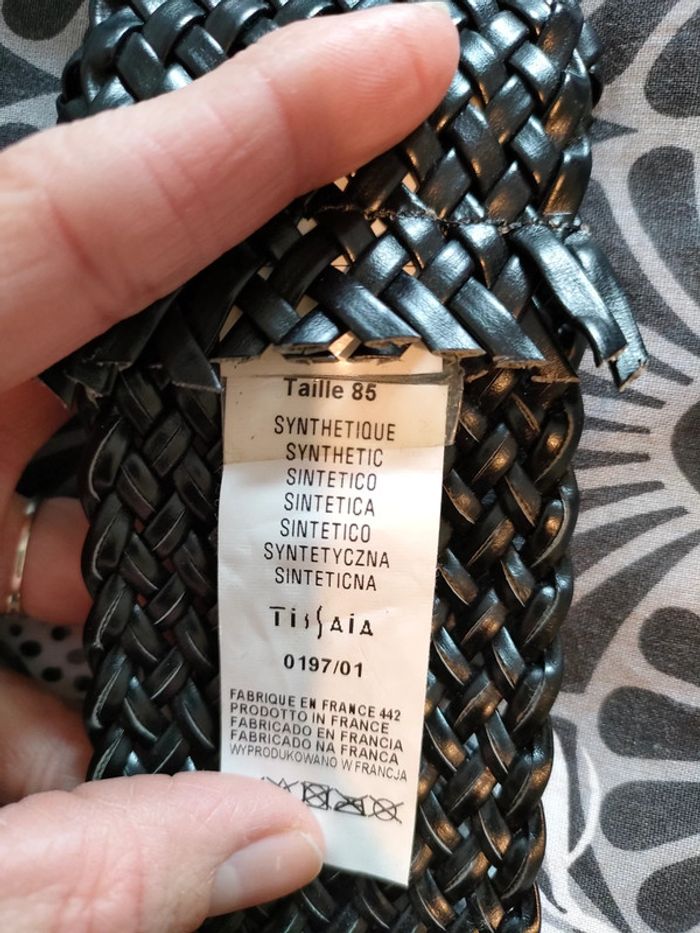 Taille 85
SYNTHETIQUE
SYNTHETIC
SINTETICO
SINTETICA
SINTETICO
SYNTETYCZNA
SINTETICNA
TissAiA
0197/01
FABRIQUE EN FRANCE 442
PRODOTTO IN FRANCE
FABRICADO EN FRANCIA
FABRICADO NA FRANCA
WYPRODUKOWANO W FRANCJA